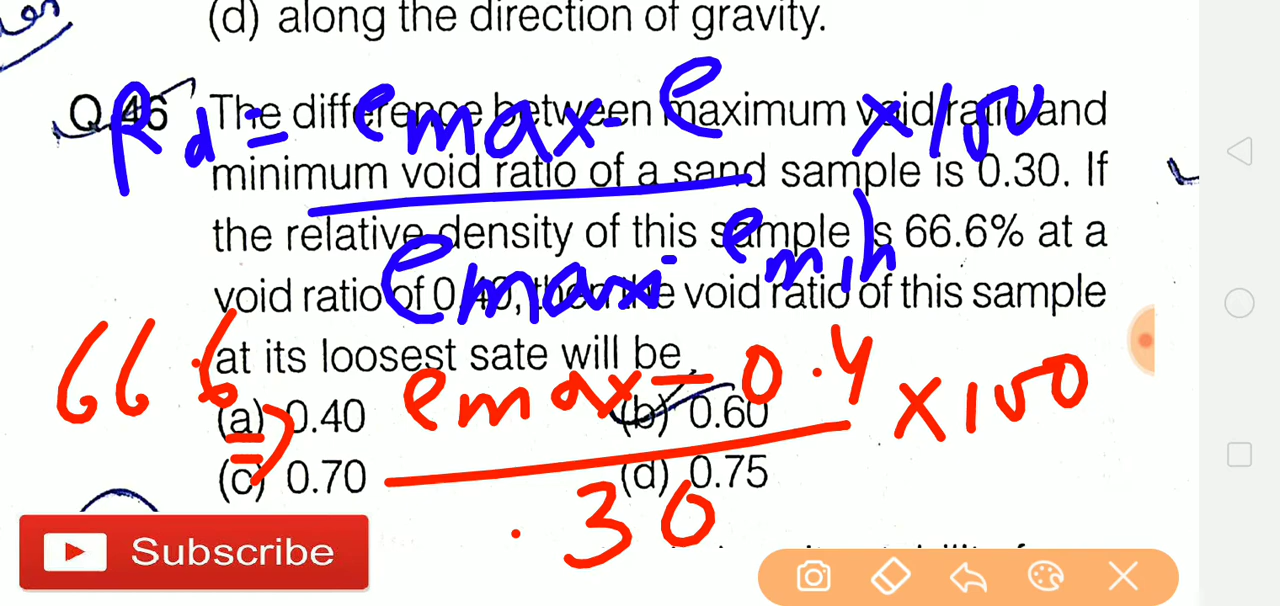 (d) along the direction of gravity.
Q.46 The difference between maximum void ratio and
minimum void ratio of a sand sample is 0.30. If
the relative density of this sample is 66.6% at a
void ratio of 0.40, then the void ratio of this sample
at its loosest sate will be
(a) 0.40 (b) 0.60
(c) 0.70 (d) 0.75
Rd = emax - e × 100
emax - emin
66.6 => emax - 0.4 × 100
.30
Subscribe